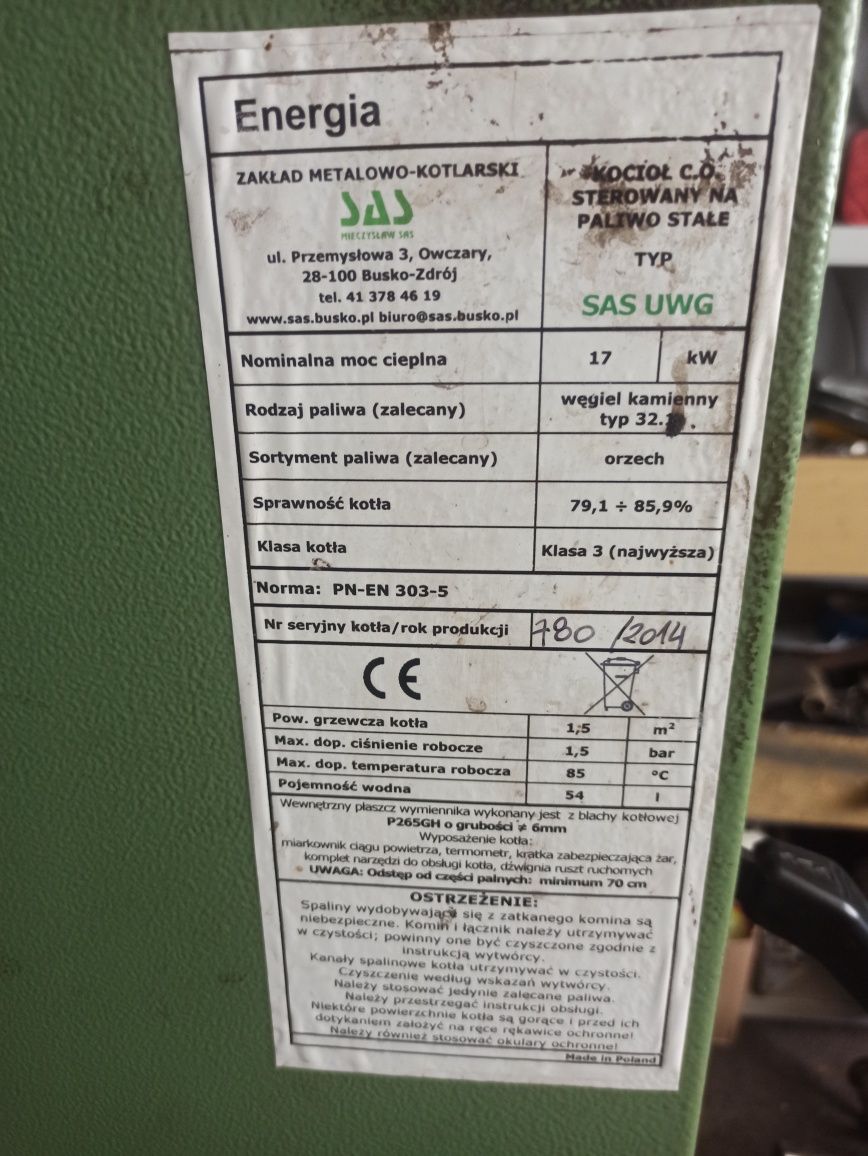 Energia
ZAKŁAD METALOWO-KOTLARSKI
SAS
MIECZYSŁAW SAS
ul. Przemysłowa 3, Owczary,
28-100 Busko-Zdrój
tel. 41 378 46 19
www.sas.busko.pl biuro@sas.busko.pl
KOCIOŁ C.O.
STEROWANY NA
PALIWO STAŁE
TYP
SAS UWG
Nominalna moc cieplna 17 kW
Rodzaj paliwa (zalecany) węgiel kamienny
typ 32.
Sortyment paliwa (zalecany) orzech
Sprawność kotła 79,1 ÷ 85,9%
Klasa kotła Klasa 3 (najwyższa)
Norma: PN-EN 303-5
Nr seryjny kotła/rok produkcji 780/2014
CE
Pow. grzewcza kotła 1,5 m²
Max. dop. ciśnienie robocze 1,5 bar
Max. dop. temperatura robocza 85 °C
Pojemność wodna 54 l
Wewnętrzny płaszcz wymiennika wykonany jest z blachy kotłowej
P265GH o grubości ≠ 6mm
Wyposażenie kotła:
miarkownik ciągu powietrza, termometr, kratka zabezpieczająca żar,
komplet narzędzi do obsługi kotła, dźwignia ruszt ruchomych
UWAGA: Odstęp od części palnych: minimum 70 cm
OSTRZEŻENIE:
Spaliny wydobywające się z zatkanego komina są
niebezpieczne. Komin i łącznik należy utrzymywać
w czystości; powinny one być czyszczone zgodnie z
instrukcją wytwórcy.
Kanały spalinowe kotła utrzymywać w czystości.
Czyszczenie według wskazań wytwórcy.
Należy stosować jedynie zalecane paliwa.
Należy przestrzegać instrukcji obsługi.
Niektóre powierzchnie kotła są gorące i przed ich
dotykaniem założyć na ręce rękawice ochronne!
Należy również stosować okulary ochronne!
Made in Poland